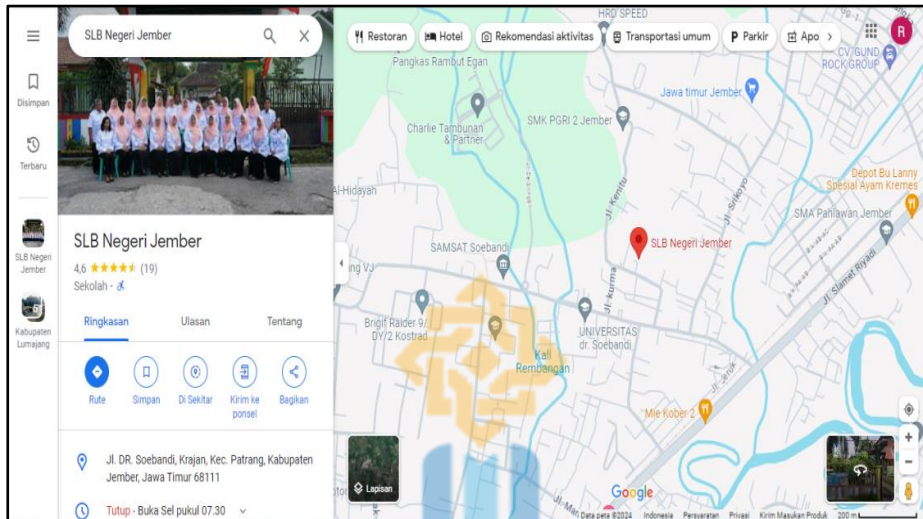 SLB Negeri Jember
Disimpan
Terbaru
SLB Negeri
Jember
Kabupaten
Lumajang
SLB Negeri Jember
4,6 (19)
Sekolah
Ringkasan
Ulasan
Tentang
Rute
Simpan
Di Sekitar
Kirim ke
ponsel
Bagikan
Jl. DR. Soebandi, Krajan, Kec. Patrang, Kabupaten
Jember, Jawa Timur 68111
Tutup · Buka Sel pukul 07.30
Restoran
Hotel
Rekomendasi aktivitas
Transportasi umum
P Parkir
Apo
R
HRD SPEED
Pangkas Rambut Egan
CV. GUND
ROCK GROUP
Jawa timur Jember
Charlie Tambunan
& Partner
SMK PGRI 2 Jember
Al-Hidayah
Jl. Kenitu
Jl. Srikoyo
Depot Bu Lanny
Spesial Ayam Kremes
SMA Pahlawan Jember
SLB Negeri Jember
SAMSAT Soebandi
Jl. kurma
Jl. Slamet Riyadi
Brigif Raider 9/
DY/2 Kostrad
UNIVERSITAS
dr. Soebandi
Kali
Rembangan
Jl. Jeruk
Mie Kober 2
Lapisan
Google
Data peta ©2024
Indonesia
Persyaratan
Privasi
Kirim Masukan Produk
200 m